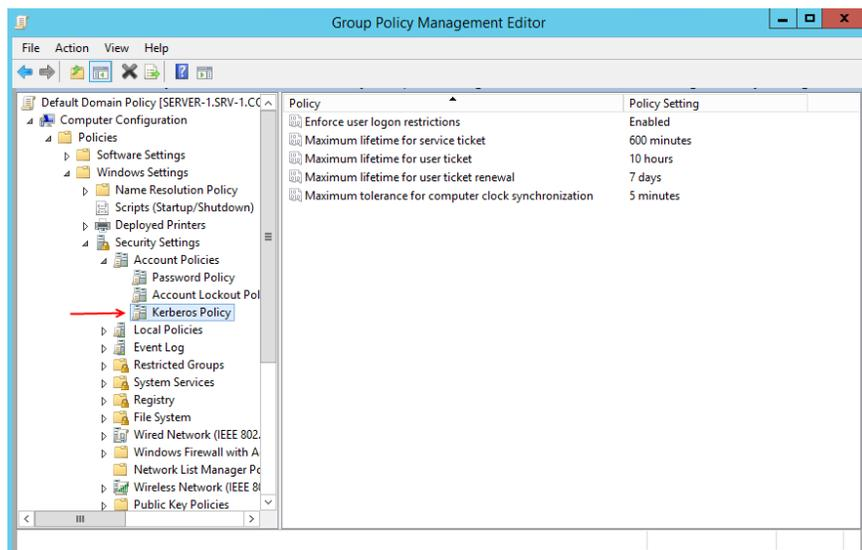 Group Policy Management Editor
File Action View Help
Default Domain Policy [SERVER-1.SRV-1.CC
Computer Configuration
Policies
Software Settings
Windows Settings
Name Resolution Policy
Scripts (Startup/Shutdown)
Deployed Printers
Security Settings
Account Policies
Password Policy
Account Lockout Pol
Kerberos Policy
Local Policies
Event Log
Restricted Groups
System Services
Registry
File System
Wired Network (IEEE 802.
Windows Firewall with A
Network List Manager Po
Wireless Network (IEEE 80
Public Key Policies
Policy Policy Setting
Enforce user logon restrictions Enabled
Maximum lifetime for service ticket 600 minutes
Maximum lifetime for user ticket 10 hours
Maximum lifetime for user ticket renewal 7 days
Maximum tolerance for computer clock synchronization 5 minutes